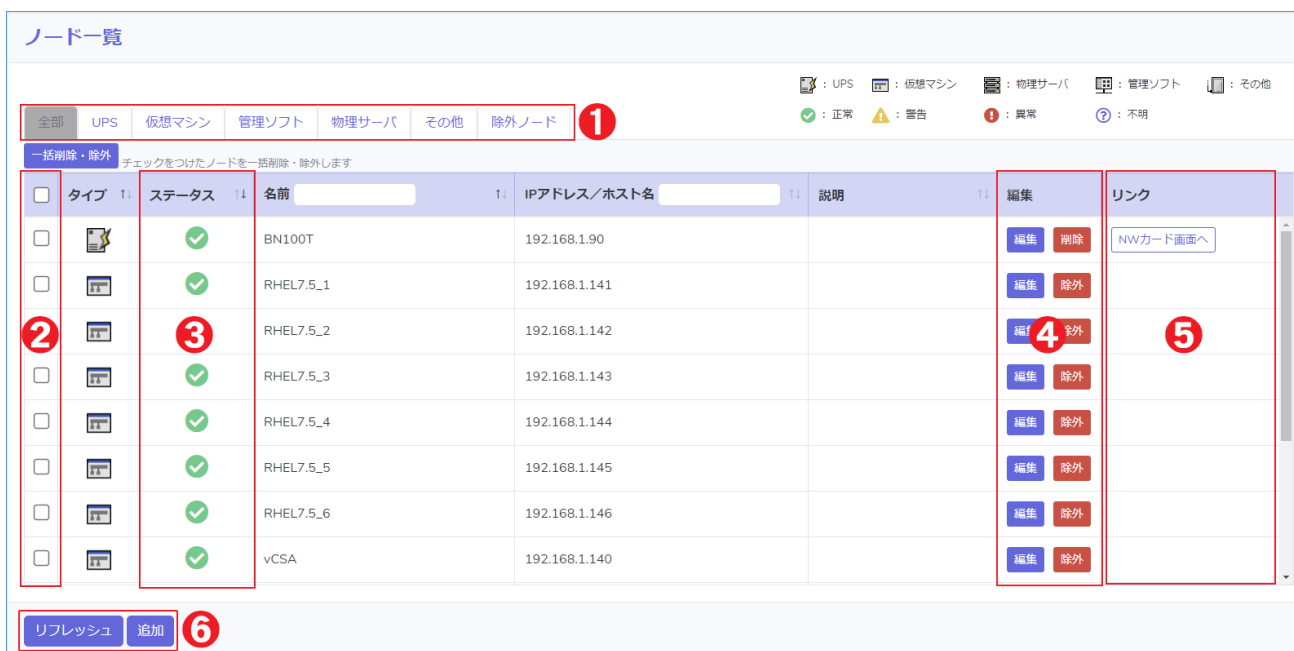 ノード一覧
: UPS : 仮想マシン : 物理サーバ : 管理ソフト : その他
: 正常 : 警告 : 異常 : 不明
全部 UPS 仮想マシン 管理ソフト 物理サーバ その他 除外ノード 1
一括削除・除外 チェックをつけたノードを一括削除・除外します
タイプ ↑↓ ステータス ↑↓ 名前 ↑↓ IPアドレス／ホスト名 ↑↓ 説明 ↑↓ 編集 リンク
BN100T 192.168.1.90 編集 削除 NWカード画面へ
RHEL7.5_1 192.168.1.141 編集 除外
2 3 RHEL7.5_2 192.168.1.142 4 5
RHEL7.5_3 192.168.1.143 編集 除外
RHEL7.5_4 192.168.1.144 編集 除外
RHEL7.5_5 192.168.1.145 編集 除外
RHEL7.5_6 192.168.1.146 編集 除外
vCSA 192.168.1.140 編集 除外
リフレッシュ 追加 6